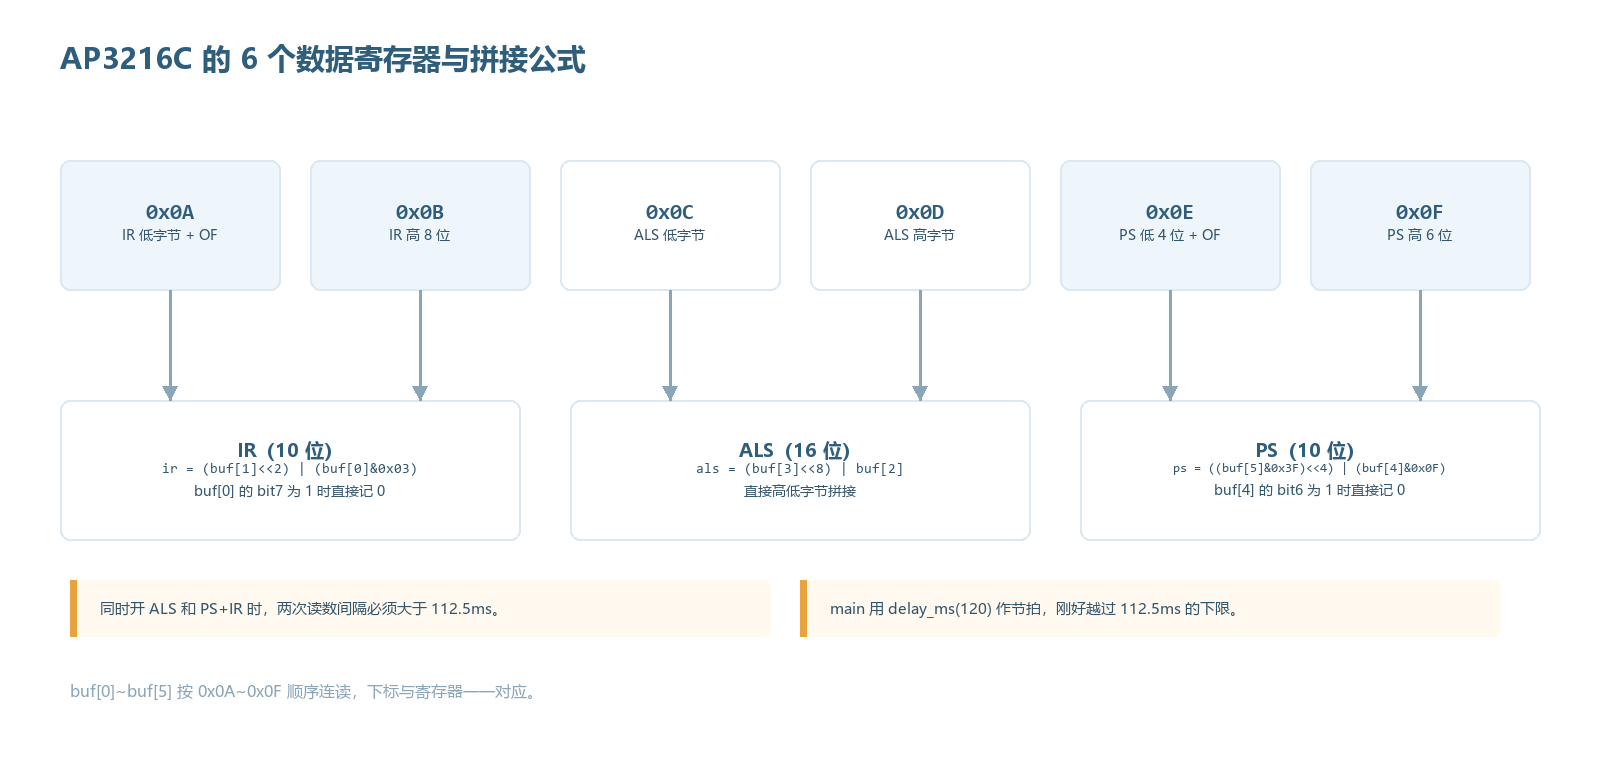 AP3216C 的 6 个数据寄存器与拼接公式
0x0A
IR 低字节 + OF
0x0B
IR 高 8 位
0x0C
ALS 低字节
0x0D
ALS 高字节
0x0E
PS 低 4 位 + OF
0x0F
PS 高 6 位
IR（10 位）
ir = (buf[1]<<2) | (buf[0]&0x03)
buf[0] 的 bit7 为 1 时直接记 0
ALS（16 位）
als = (buf[3]<<8) | buf[2]
直接高低字节拼接
PS（10 位）
ps = ((buf[5]&0x3F)<<4) | (buf[4]&0x0F)
buf[4] 的 bit6 为 1 时直接记 0
同时开 ALS 和 PS+IR 时，两次读数间隔必须大于 112.5ms。
main 用 delay_ms(120) 作节拍，刚好越过 112.5ms 的下限。
buf[0]~buf[5] 按 0x0A~0x0F 顺序连读，下标与寄存器一一对应。